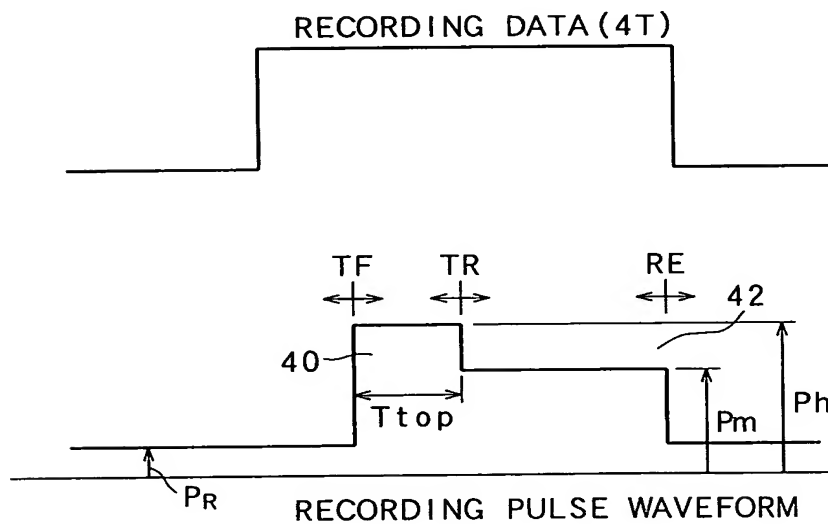 RECORDING DATA(4T)
TF TR RE
42
40
Ttop
Pm
Ph
PR
RECORDING PULSE WAVEFORM